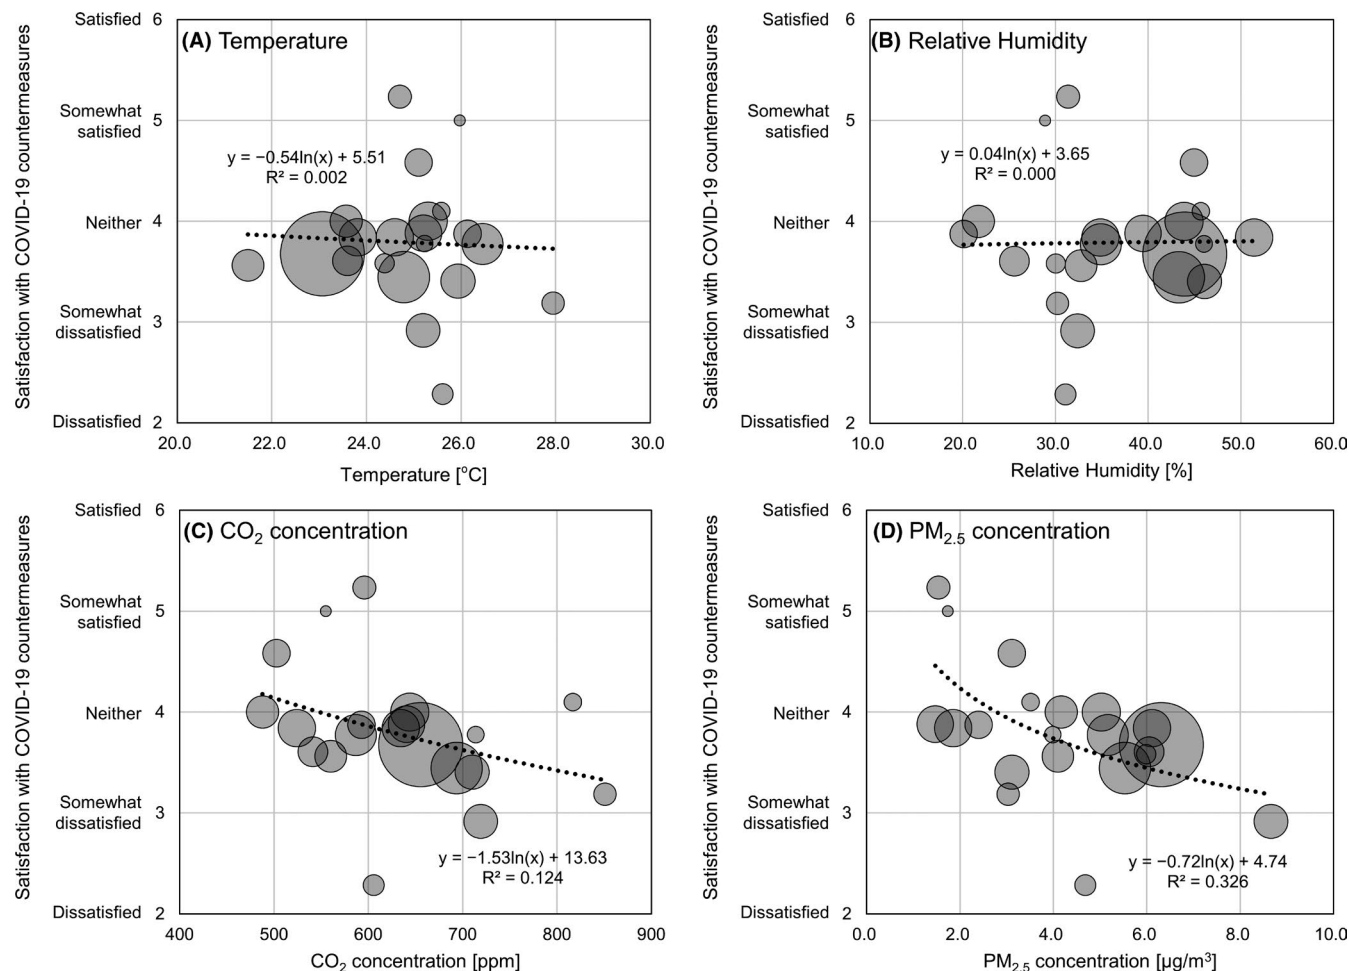 (A) Temperature
Satisfaction with COVID-19 countermeasures
Satisfied 6
Somewhat
satisfied 5
Neither 4
Somewhat
dissatisfied 3
Dissatisfied 2
y = −0.54ln(x) + 5.51
R² = 0.002
20.0 22.0 24.0 26.0 28.0 30.0
Temperature [°C]
(B) Relative Humidity
Satisfaction with COVID-19 countermeasures
Satisfied 6
Somewhat
satisfied 5
Neither 4
Somewhat
dissatisfied 3
Dissatisfied 2
y = 0.04ln(x) + 3.65
R² = 0.000
10.0 20.0 30.0 40.0 50.0 60.0
Relative Humidity [%]
(C) CO₂ concentration
Satisfaction with COVID-19 countermeasures
Satisfied 6
Somewhat
satisfied 5
Neither 4
Somewhat
dissatisfied 3
Dissatisfied 2
y = −1.53ln(x) + 13.63
R² = 0.124
400 500 600 700 800 900
CO₂ concentration [ppm]
(D) PM₂.₅ concentration
Satisfaction with COVID-19 countermeasures
Satisfied 6
Somewhat
satisfied 5
Neither 4
Somewhat
dissatisfied 3
Dissatisfied 2
y = −0.72ln(x) + 4.74
R² = 0.326
0.0 2.0 4.0 6.0 8.0 10.0
PM₂.₅ concentration [µg/m³]